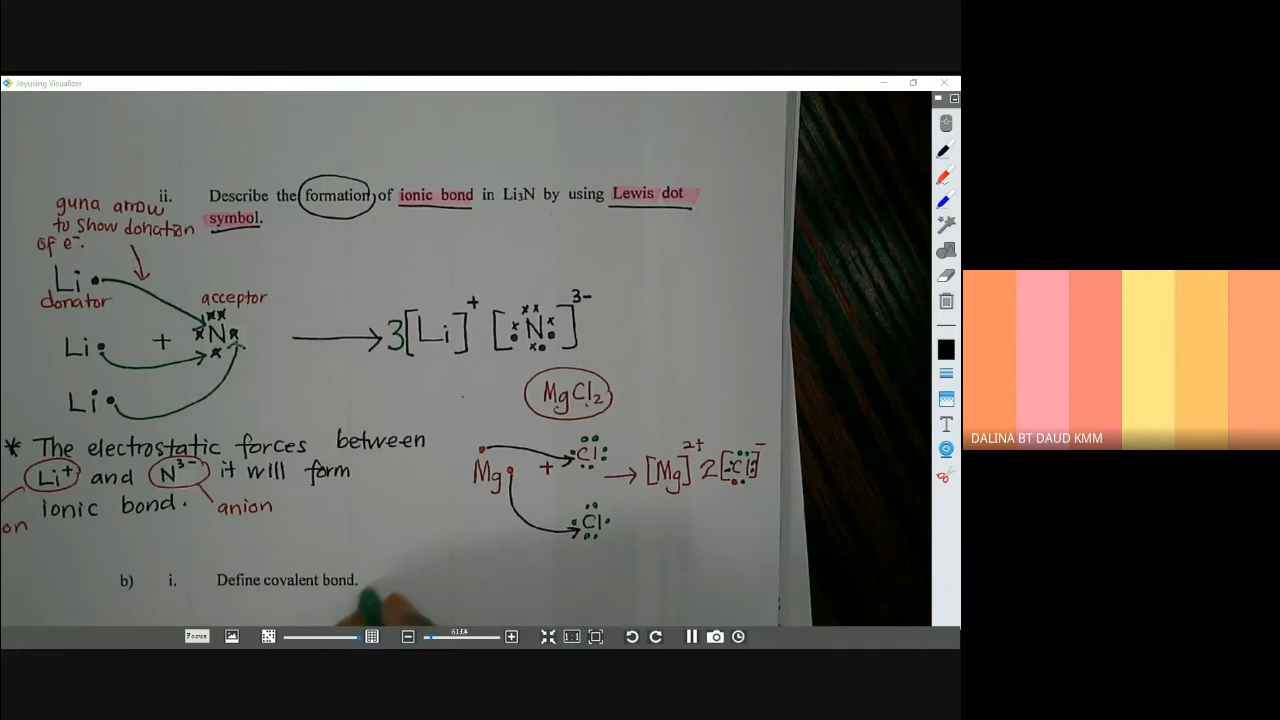 Joyusing Visualizer
ii. Describe the formation of ionic bond in Li₃N by using Lewis dot
symbol.
guna arrow
to show donation
of e⁻.
Li
donator
acceptor
Li + N → 3[Li]⁺ [N]³⁻
Li
MgCl₂
* The electrostatic forces between
Li⁺ and N³⁻ it will form
ionic bond.
on
anion
Mg + Cl → [Mg]²⁺ 2[Cl]⁻
Cl
b) i. Define covalent bond.
Focus
1:1
T
DALINA BT DAUD KMM